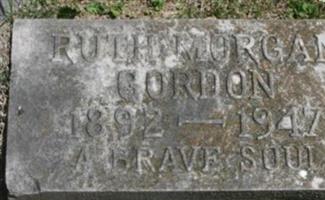 RUTH MORGAN
GORDON
1892 — 1947
A BRAVE SOUL